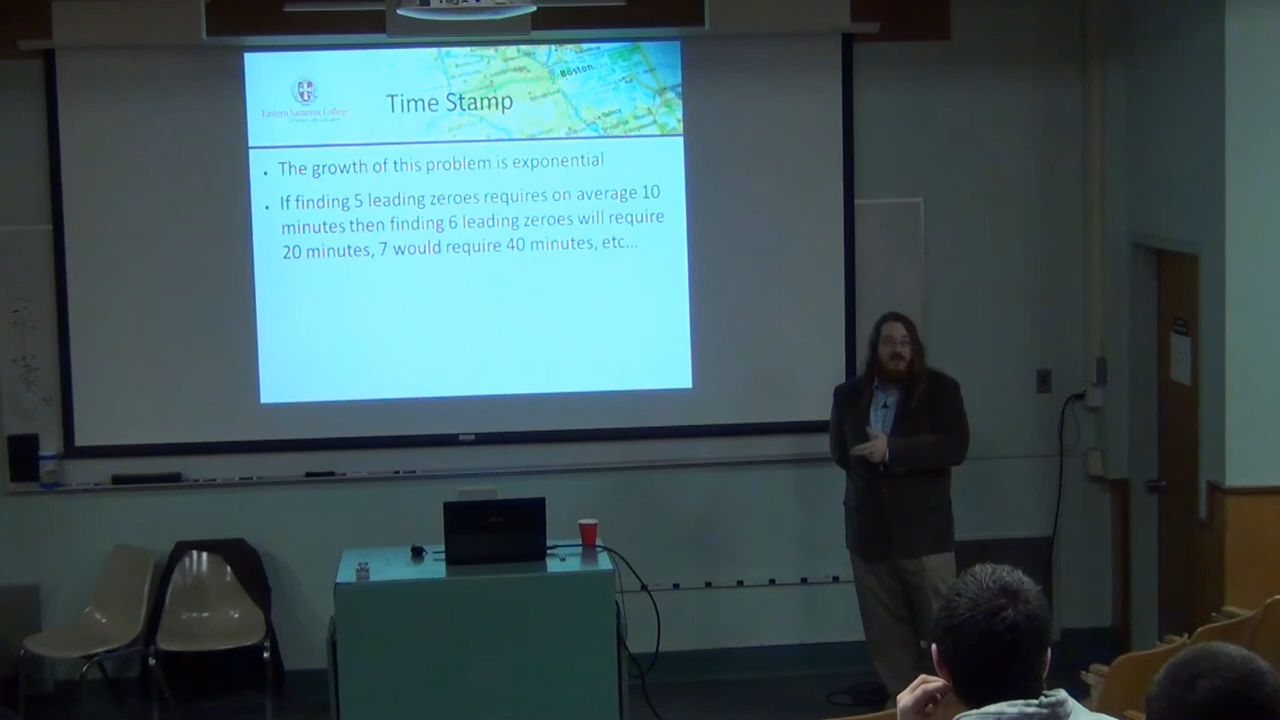 Boston
Eastern Nazarene College
Time Stamp
• The growth of this problem is exponential
• If finding 5 leading zeroes requires on average 10
minutes then finding 6 leading zeroes will require
20 minutes, 7 would require 40 minutes, etc...